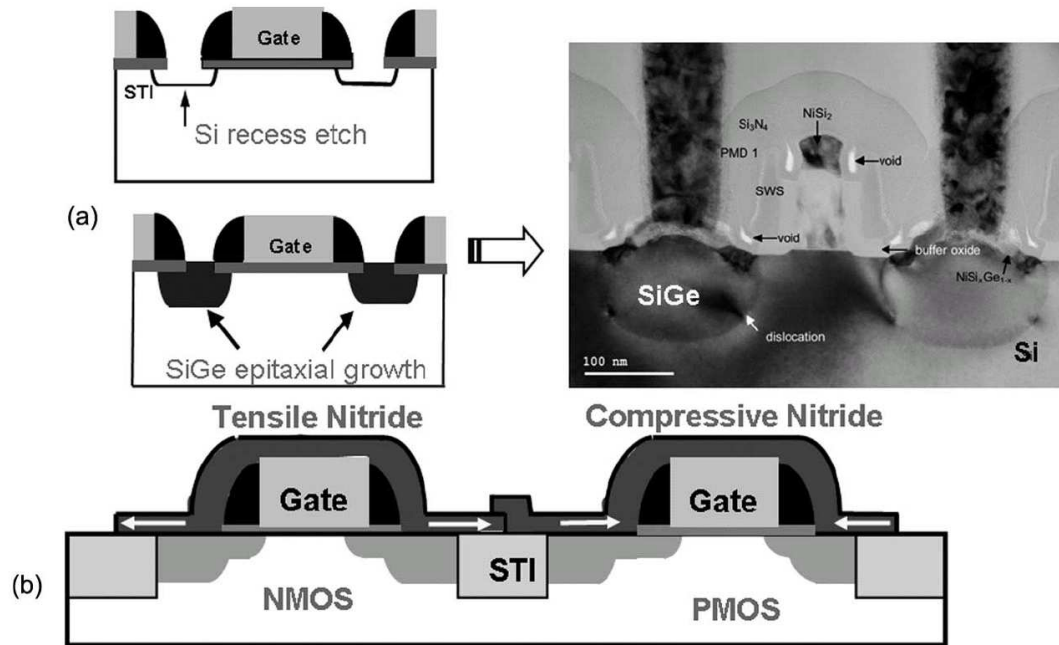 Gate
STI
Si recess etch
(a)
Gate
SiGe epitaxial growth
NiSi2
Si3N4
PMD 1
void
SWS
void
buffer oxide
NiSixGe1-x
SiGe
dislocation
Si
100 nm
Tensile Nitride
Compressive Nitride
Gate
Gate
STI
(b)
NMOS
PMOS